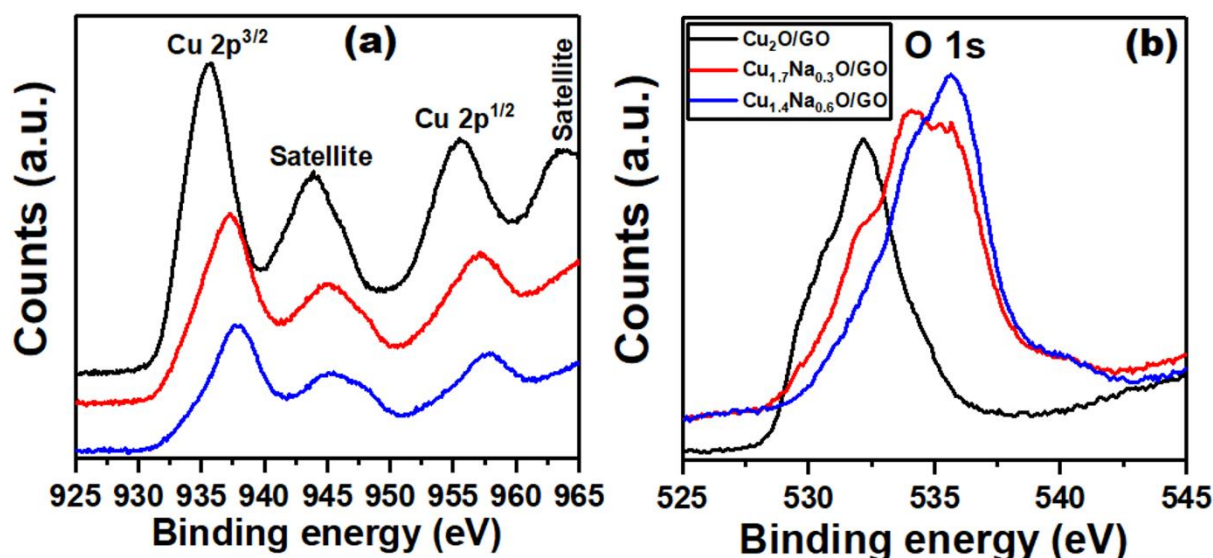 (a)
Cu 2p3/2
Satellite
Cu 2p1/2
Satellite
Counts (a.u.)
925 930 935 940 945 950 955 960 965
Binding energy (eV)
(b)
O 1s
Cu2O/GO
Cu1.7Na0.3O/GO
Cu1.4Na0.6O/GO
Counts (a.u.)
525 530 535 540 545
Binding energy (eV)